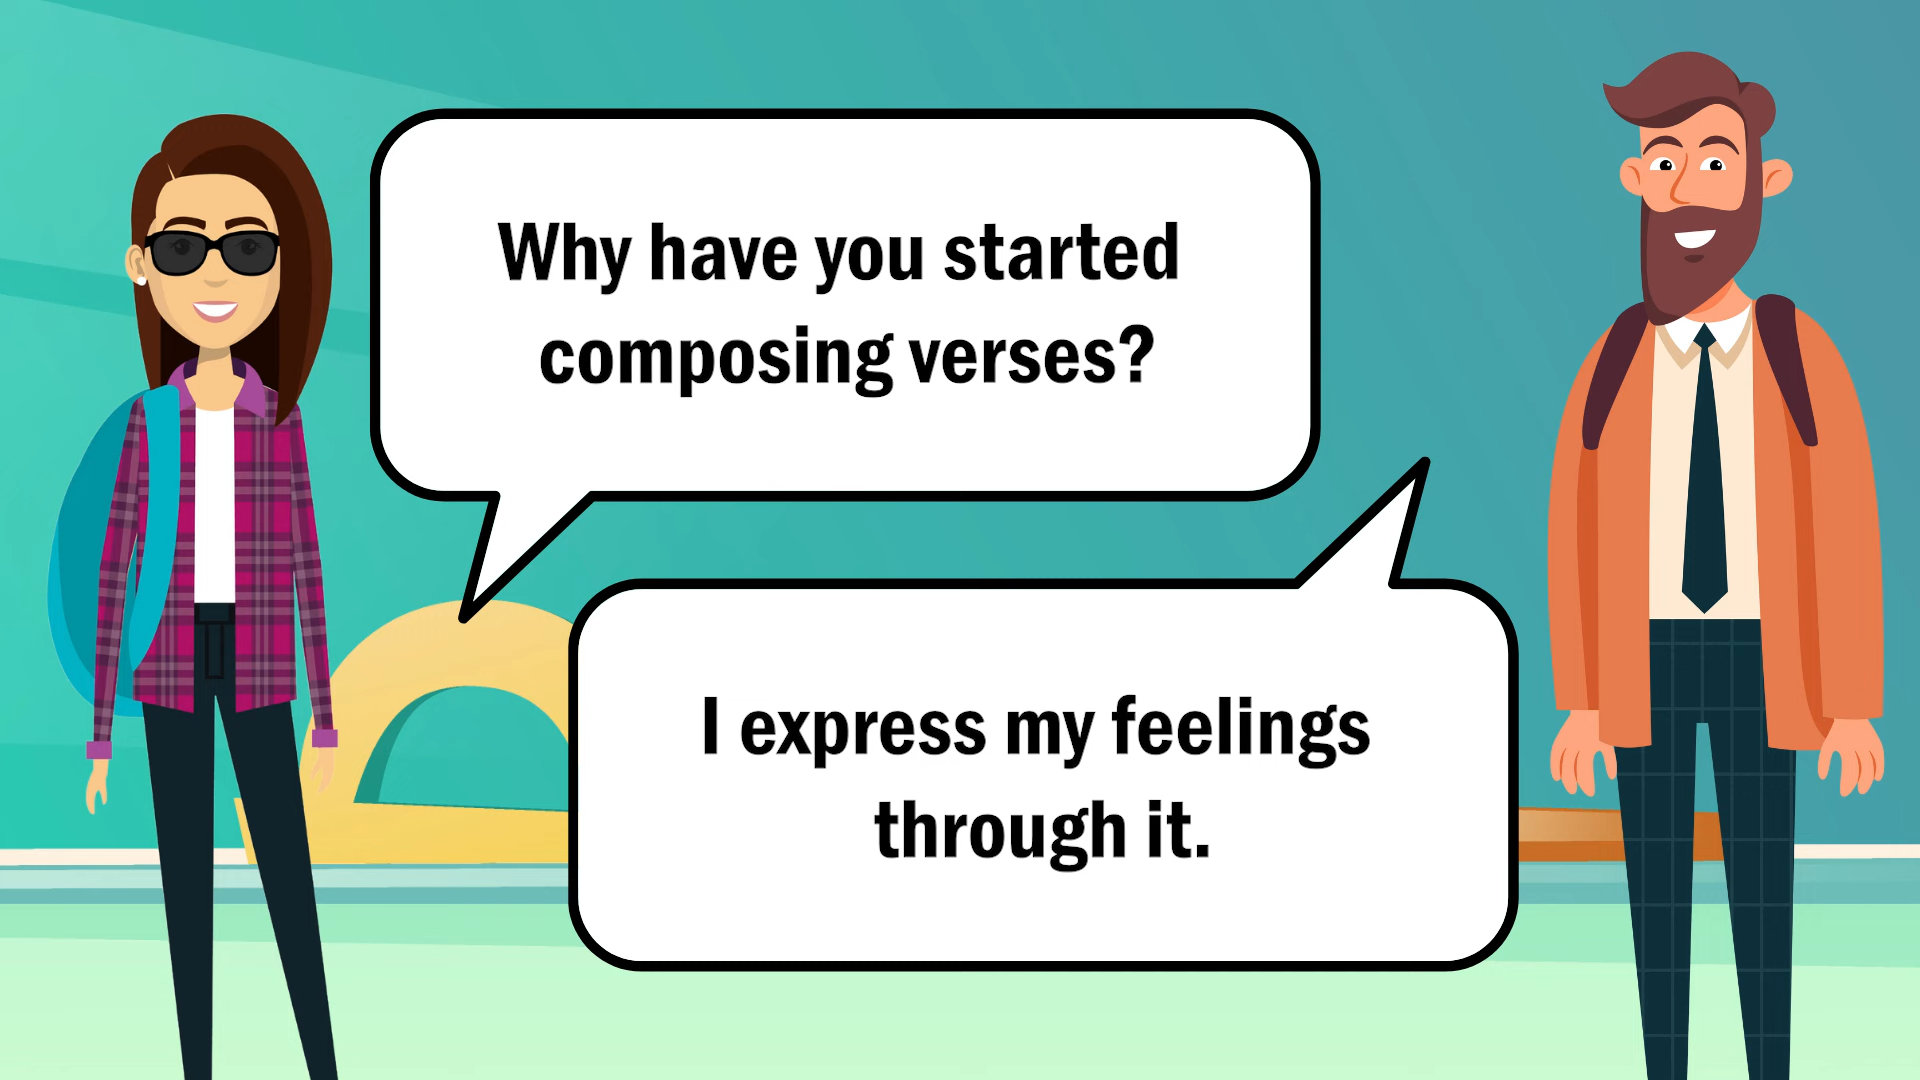 Why have you started
composing verses?
I express my feelings
through it.